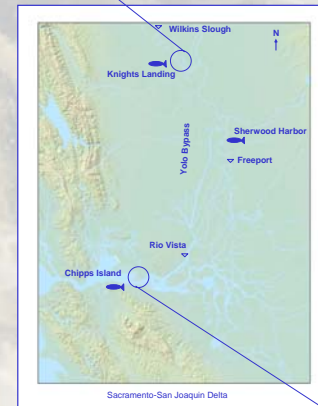 Wilkins Slough
N
Knights Landing
Sherwood Harbor
Yolo Bypass
Freeport
Rio Vista
Chipps Island
Sacramento-San Joaquin Delta